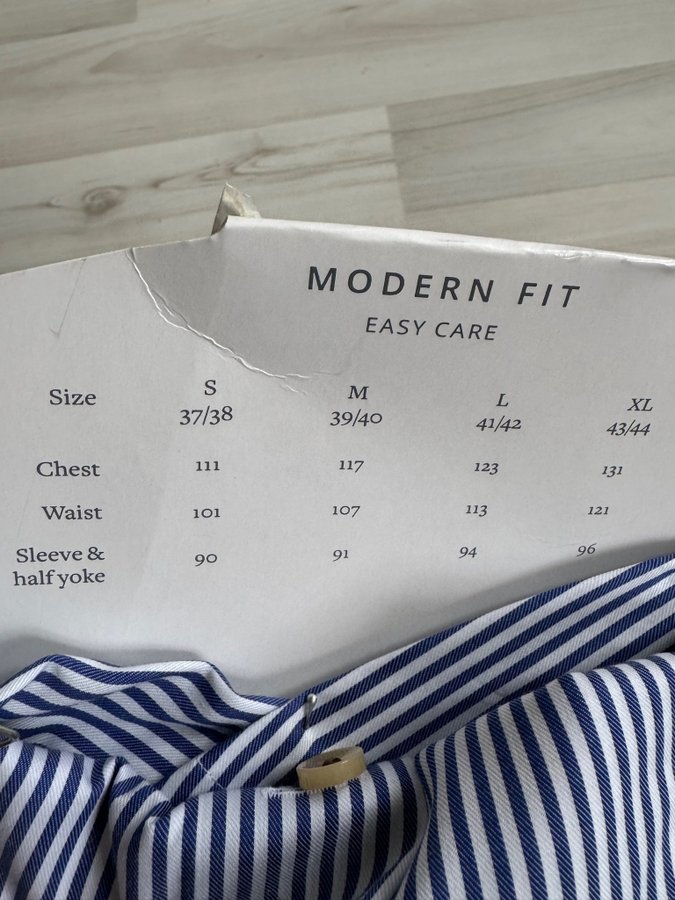 MODERN FIT
EASY CARE
Size S M L XL
37/38 39/40 41/42 43/44
Chest 111 117 123 131
Waist 101 107 113 121
Sleeve &
half yoke 90 91 94 96